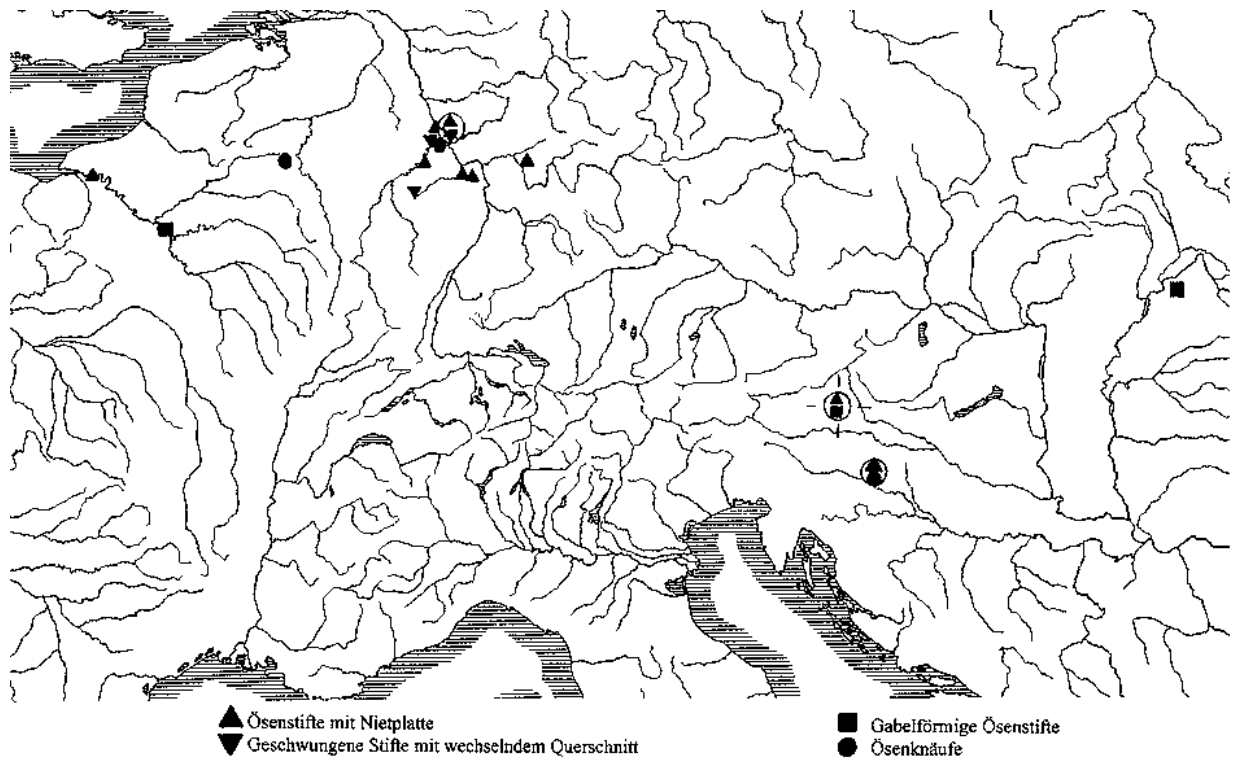 Ösenstifte mit Nietplatte
Geschwungene Stifte mit wechselndem Querschnitt
Gabelförmige Ösenstifte
Ösenknäufe